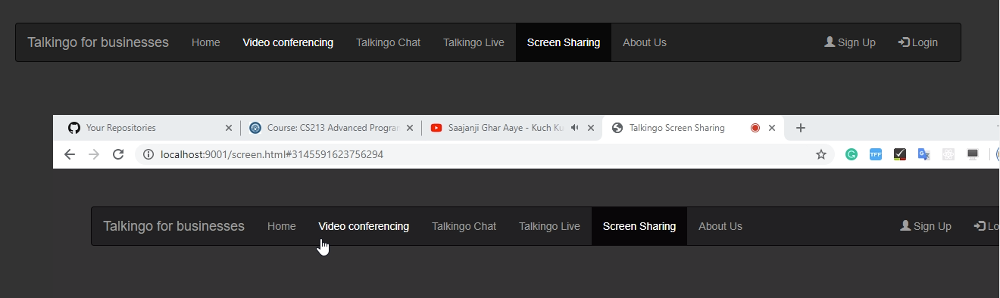 Talkingo for businesses Home Video conferencing Talkingo Chat Talkingo Live Screen Sharing About Us Sign Up Login
Your Repositories Course: CS213 Advanced Progra Saajanji Ghar Aaye - Kuch Ku Talkingo Screen Sharing
localhost:9001/screen.html#3145591623756294 TFF
Talkingo for businesses Home Video conferencing Talkingo Chat Talkingo Live Screen Sharing About Us Sign Up Lo